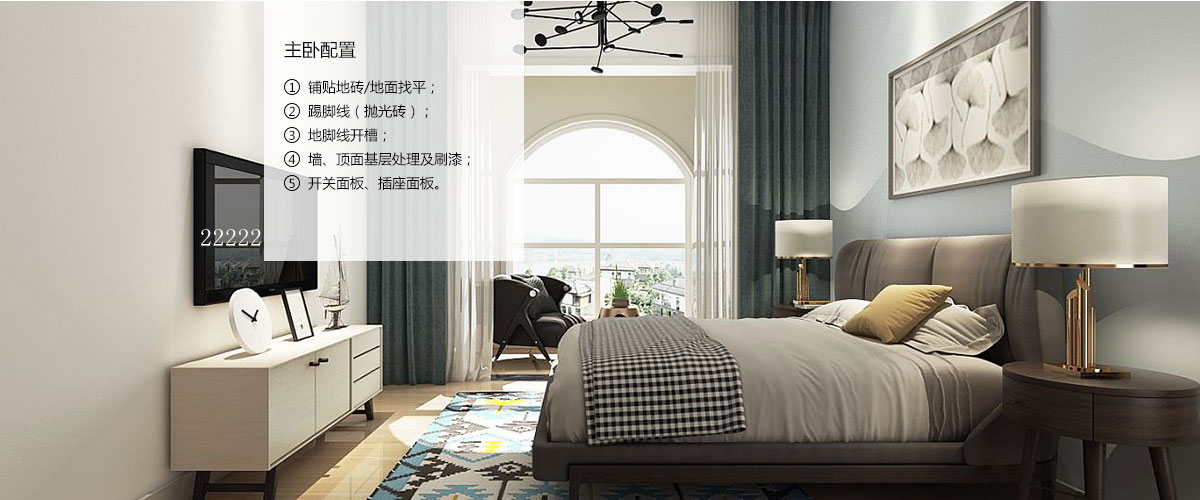 主卧配置
① 铺贴地砖/地面找平；
② 踢脚线（抛光砖）；
③ 地脚线开槽；
④ 墙、顶面基层处理及刷漆；
⑤ 开关面板、插座面板。
22222